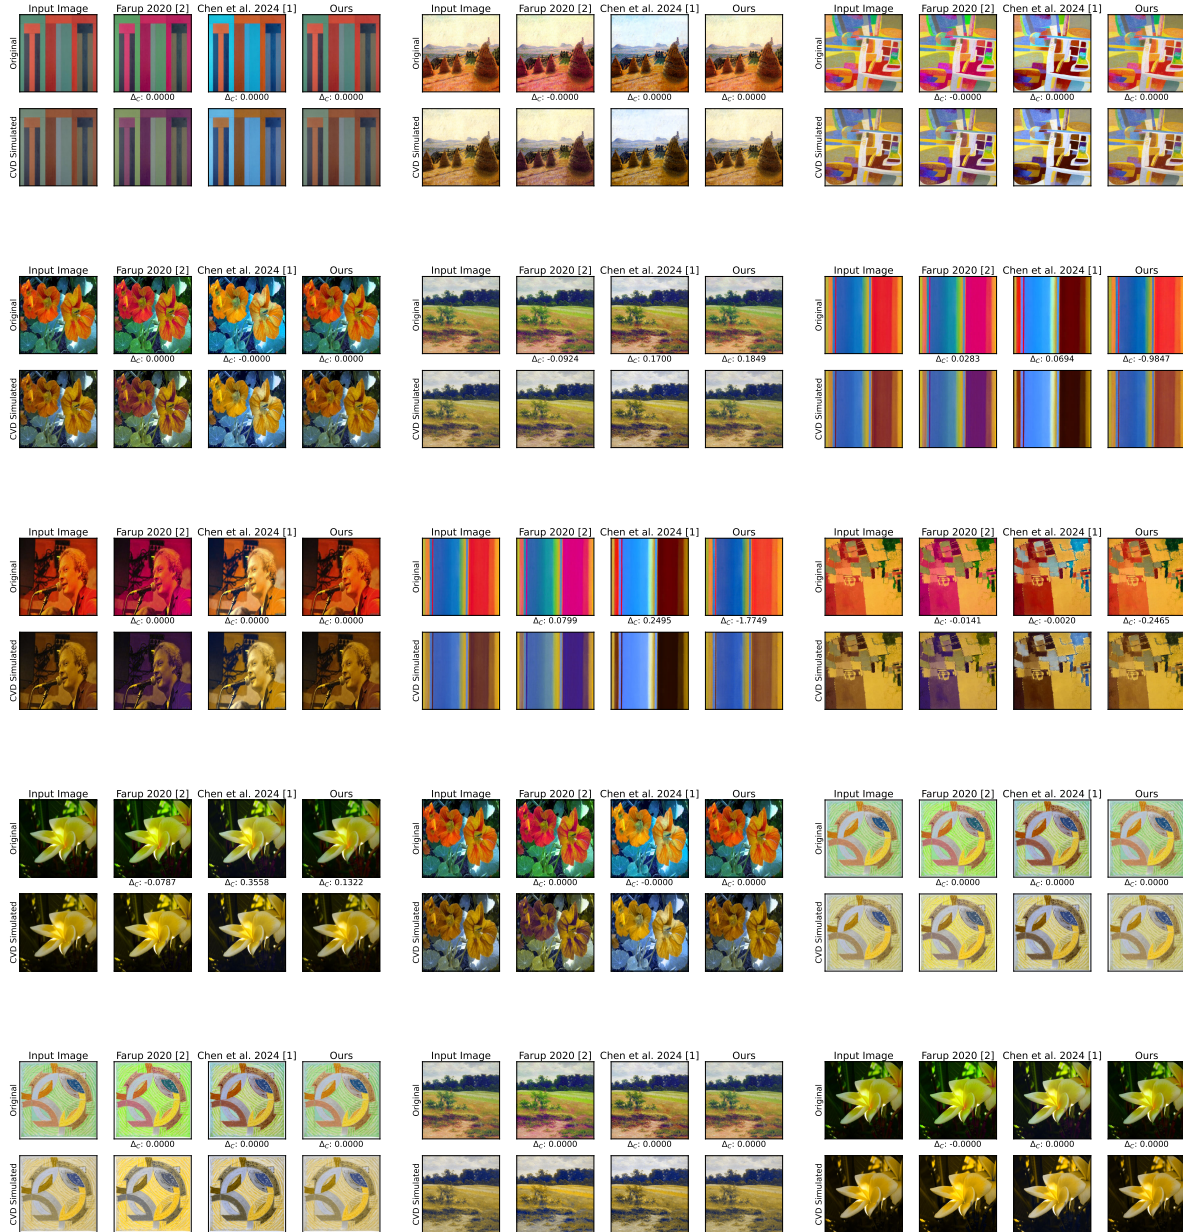 Input Image Farup 2020 [2] Chen et al. 2024 [1] Ours Input Image Farup 2020 [2] Chen et al. 2024 [1] Ours Input Image Farup 2020 [2] Chen et al. 2024 [1] Ours
Original Original Original
Δ_C: 0.0000 Δ_C: 0.0000 Δ_C: 0.0000 Δ_C: -0.0000 Δ_C: 0.0000 Δ_C: 0.0000 Δ_C: -0.0000 Δ_C: 0.0000 Δ_C: 0.0000
CVD Simulated CVD Simulated CVD Simulated
Input Image Farup 2020 [2] Chen et al. 2024 [1] Ours Input Image Farup 2020 [2] Chen et al. 2024 [1] Ours Input Image Farup 2020 [2] Chen et al. 2024 [1] Ours
Original Original Original
Δ_C: 0.0000 Δ_C: -0.0000 Δ_C: 0.0000 Δ_C: -0.0924 Δ_C: 0.1700 Δ_C: 0.1849 Δ_C: 0.0283 Δ_C: 0.0694 Δ_C: -0.9847
CVD Simulated CVD Simulated CVD Simulated
Input Image Farup 2020 [2] Chen et al. 2024 [1] Ours Input Image Farup 2020 [2] Chen et al. 2024 [1] Ours Input Image Farup 2020 [2] Chen et al. 2024 [1] Ours
Original Original Original
Δ_C: 0.0000 Δ_C: 0.0000 Δ_C: 0.0000 Δ_C: 0.0799 Δ_C: 0.2495 Δ_C: -1.7749 Δ_C: -0.0141 Δ_C: -0.0020 Δ_C: -0.2465
CVD Simulated CVD Simulated CVD Simulated
Input Image Farup 2020 [2] Chen et al. 2024 [1] Ours Input Image Farup 2020 [2] Chen et al. 2024 [1] Ours Input Image Farup 2020 [2] Chen et al. 2024 [1] Ours
Original Original Original
Δ_C: -0.0787 Δ_C: 0.3558 Δ_C: 0.1322 Δ_C: 0.0000 Δ_C: -0.0000 Δ_C: 0.0000 Δ_C: 0.0000 Δ_C: 0.0000 Δ_C: 0.0000
CVD Simulated CVD Simulated CVD Simulated
Input Image Farup 2020 [2] Chen et al. 2024 [1] Ours Input Image Farup 2020 [2] Chen et al. 2024 [1] Ours Input Image Farup 2020 [2] Chen et al. 2024 [1] Ours
Original Original Original
Δ_C: 0.0000 Δ_C: 0.0000 Δ_C: 0.0000 Δ_C: 0.0000 Δ_C: 0.0000 Δ_C: 0.0000 Δ_C: -0.0000 Δ_C: 0.0000 Δ_C: 0.0000
CVD Simulated CVD Simulated CVD Simulated